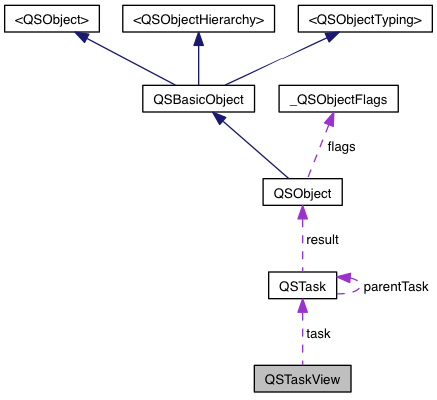 <QSObject>
<QSObjectHierarchy>
<QSObjectTyping>
QSBasicObject
_QSObjectFlags
flags
QSObject
result
QSTask
parentTask
task
QSTaskView